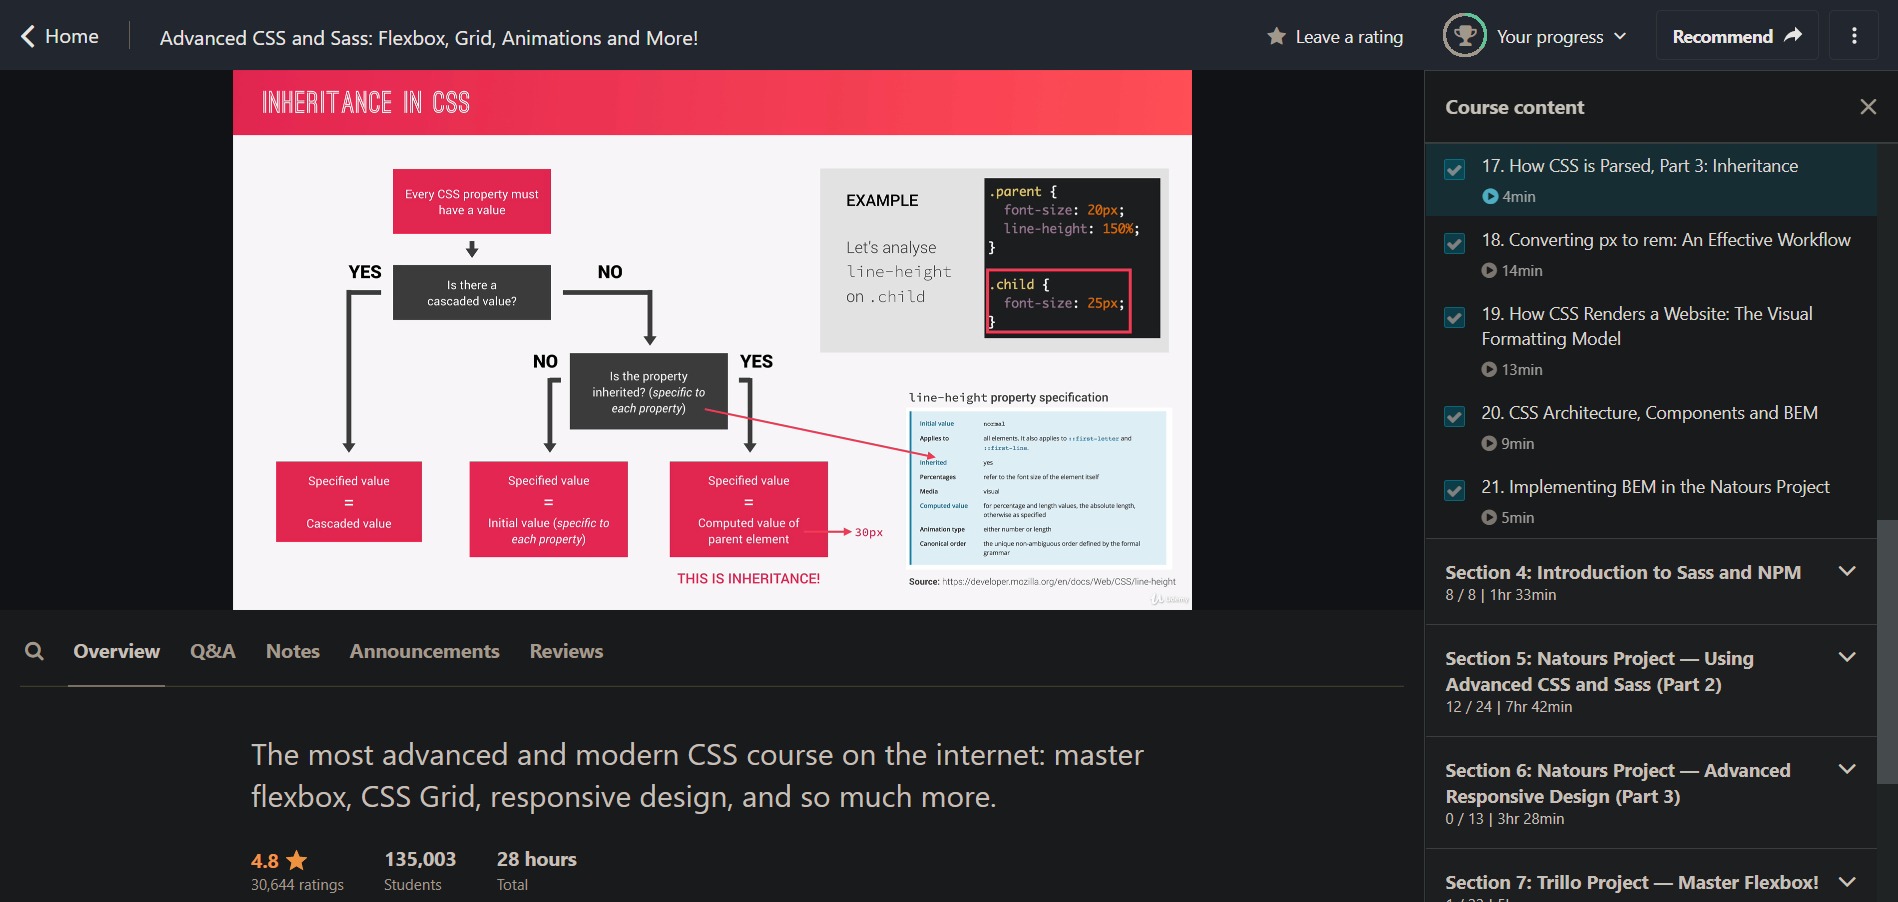 Home
Advanced CSS and Sass: Flexbox, Grid, Animations and More!
Leave a rating
Your progress
Recommend
INHERITANCE IN CSS
Every CSS property must
have a value
YES
Is there a
cascaded value?
NO
NO
Is the property
inherited? (specific to
each property)
YES
Specified value
=
Cascaded value
Specified value
=
Initial value (specific to
each property)
Specified value
=
Computed value of
parent element
30px
THIS IS INHERITANCE!
EXAMPLE
Let's analyse
line-height
on .child
.parent {
font-size: 20px;
line-height: 150%;
}
.child {
font-size: 25px;
}
line-height property specification
Initial value normal
Applies to all elements. It also applies to ::first-letter and
::first-line.
Inherited yes
Percentages refer to the font size of the element itself
Media visual
Computed value for percentage and length values, the absolute length,
otherwise as specified
Animation type either number or length
Canonical order the unique non-ambiguous order defined by the formal
grammar
Source: https://developer.mozilla.org/en/docs/Web/CSS/line-height
Udemy
Overview
Q&A
Notes
Announcements
Reviews
The most advanced and modern CSS course on the internet: master
flexbox, CSS Grid, responsive design, and so much more.
4.8
30,644 ratings
135,003
Students
28 hours
Total
Course content
17. How CSS is Parsed, Part 3: Inheritance
4min
18. Converting px to rem: An Effective Workflow
14min
19. How CSS Renders a Website: The Visual
Formatting Model
13min
20. CSS Architecture, Components and BEM
9min
21. Implementing BEM in the Natours Project
5min
Section 4: Introduction to Sass and NPM
8 / 8 | 1hr 33min
Section 5: Natours Project — Using
Advanced CSS and Sass (Part 2)
12 / 24 | 7hr 42min
Section 6: Natours Project — Advanced
Responsive Design (Part 3)
0 / 13 | 3hr 28min
Section 7: Trillo Project — Master Flexbox!